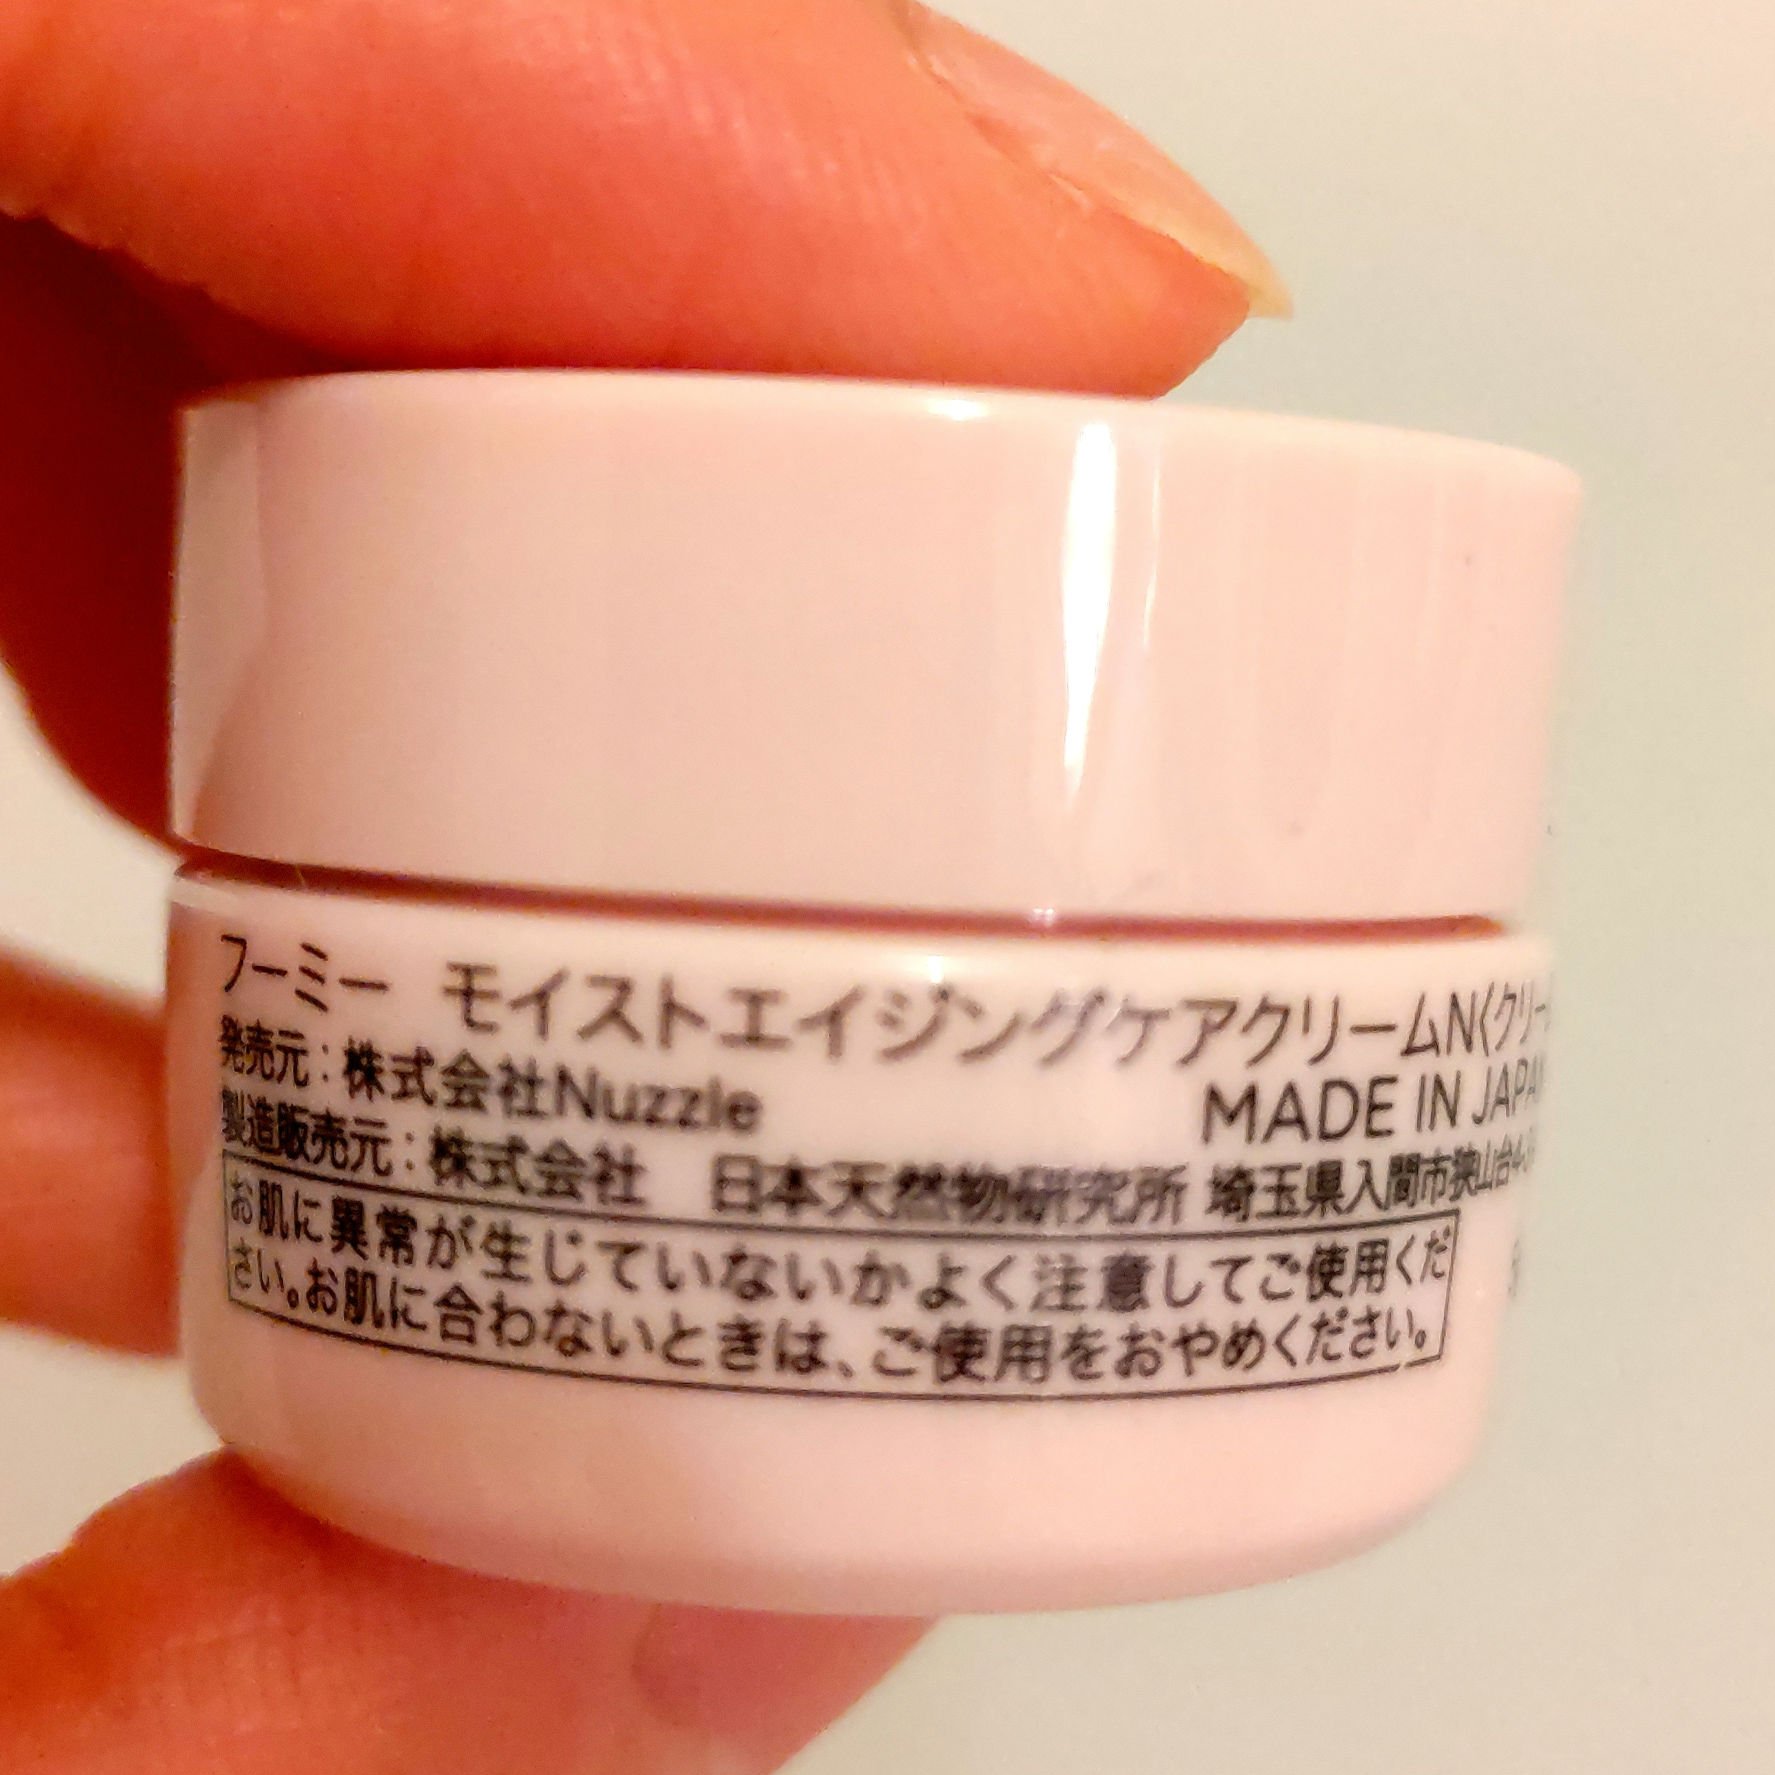 フーミー モイストエイジングケアクリームN〈クリー
発売元：株式会社Nuzzle MADE IN JAPAN
製造販売元：株式会社 日本天然物研究所 埼玉県入間市狭山台4-
お肌に異常が生じていないかよく注意してご使用くだ
さい。お肌に合わないときは、ご使用をおやめください。